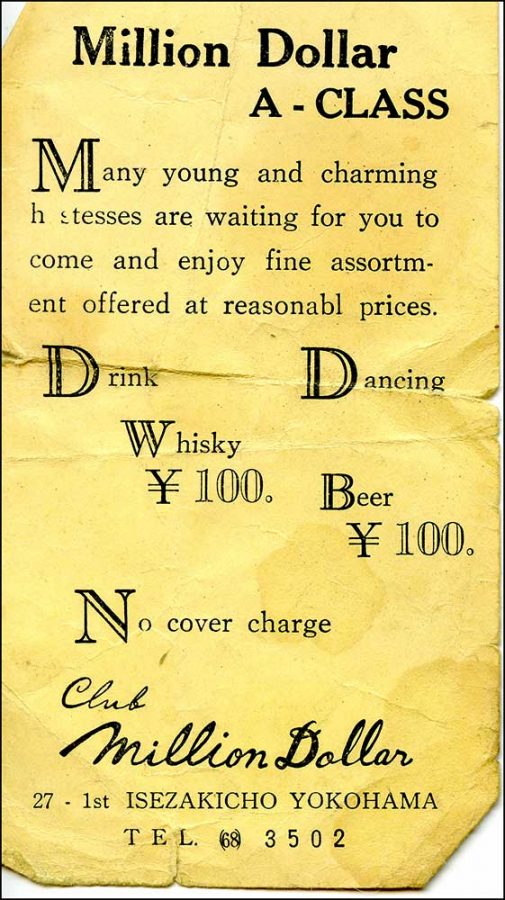 Million Dollar
A - CLASS
Many young and charming
h stesses are waiting for you to
come and enjoy fine assortm-
ent offered at reasonabl prices.
Drink Dancing
Whisky
¥ 100.
Beer
¥ 100.
No cover charge
Club
Million Dollar
27 - 1st ISEZAKICHO YOKOHAMA
TEL. (68) 3502